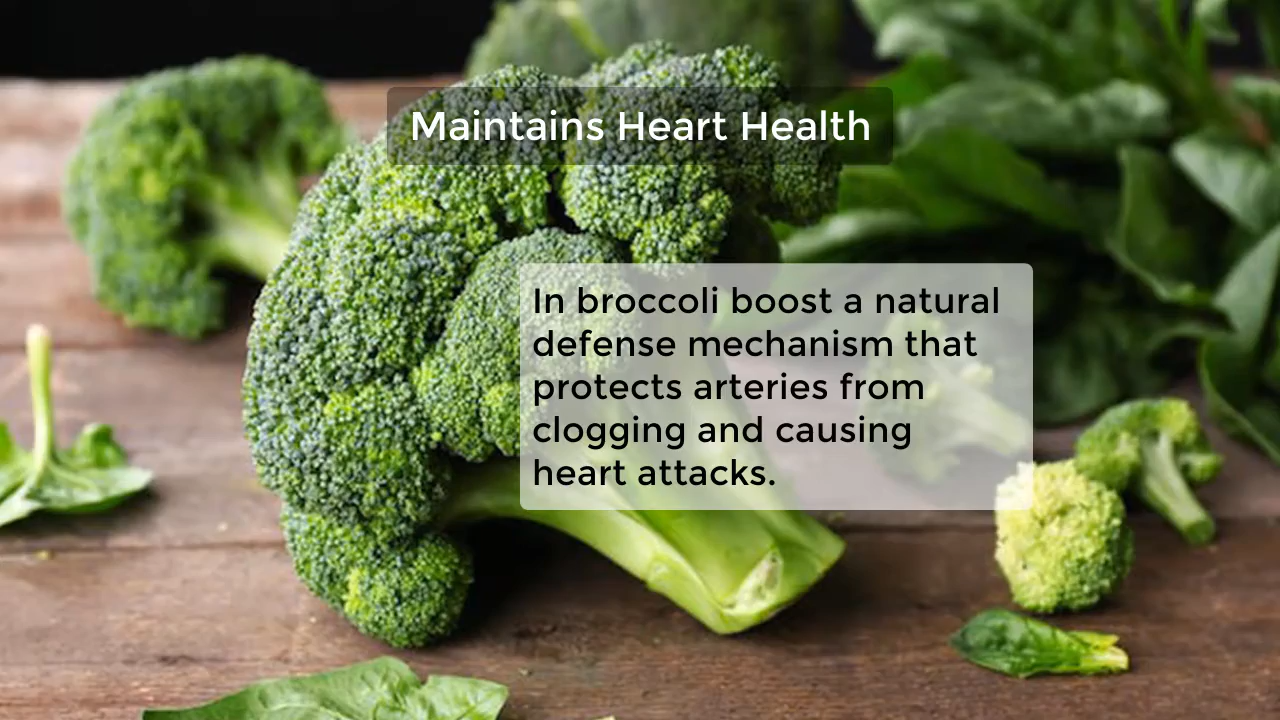 Maintains Heart Health
In broccoli boost a natural
defense mechanism that
protects arteries from
clogging and causing
heart attacks.